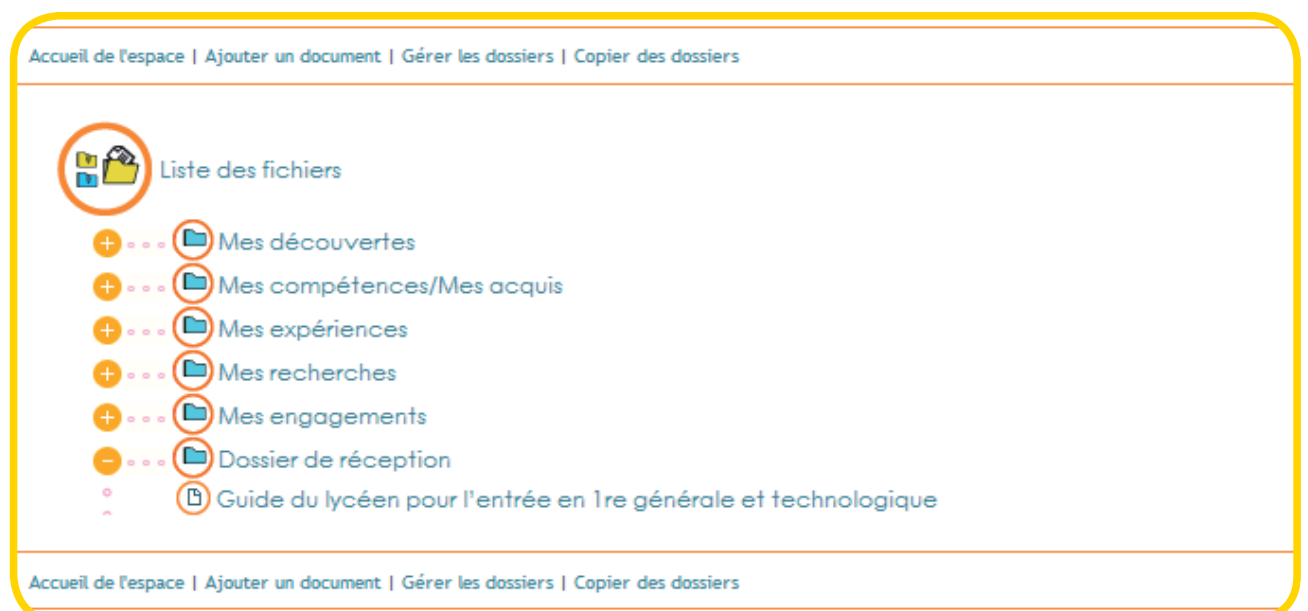 Accueil de l'espace | Ajouter un document | Gérer les dossiers | Copier des dossiers
Liste des fichiers
Mes découvertes
Mes compétences/Mes acquis
Mes expériences
Mes recherches
Mes engagements
Dossier de réception
Guide du lycéen pour l'entrée en 1re générale et technologique
Accueil de l'espace | Ajouter un document | Gérer les dossiers | Copier des dossiers